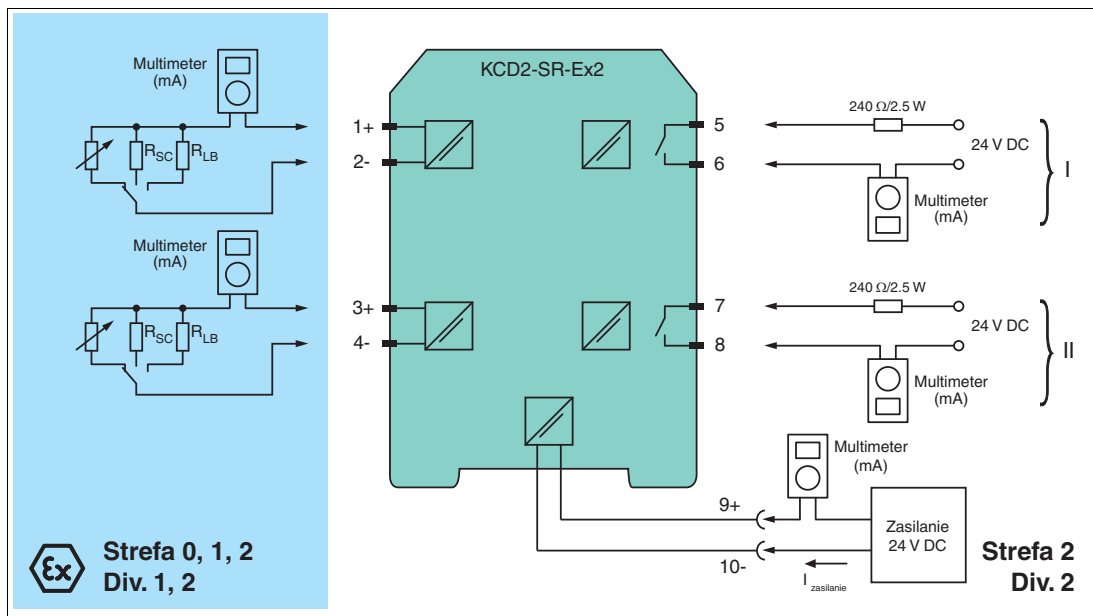 KCD2-SR-Ex2
Multimeter
(mA)
R_SC
R_LB
1+
2-
5
6
240 Ω/2.5 W
24 V DC
Multimeter
(mA)
I
Multimeter
(mA)
R_SC
R_LB
3+
4-
7
8
240 Ω/2.5 W
24 V DC
Multimeter
(mA)
II
Multimeter
(mA)
9+
10-
I zasilanie
Zasilanie
24 V DC
Ex
Strefa 0, 1, 2
Div. 1, 2
Strefa 2
Div. 2